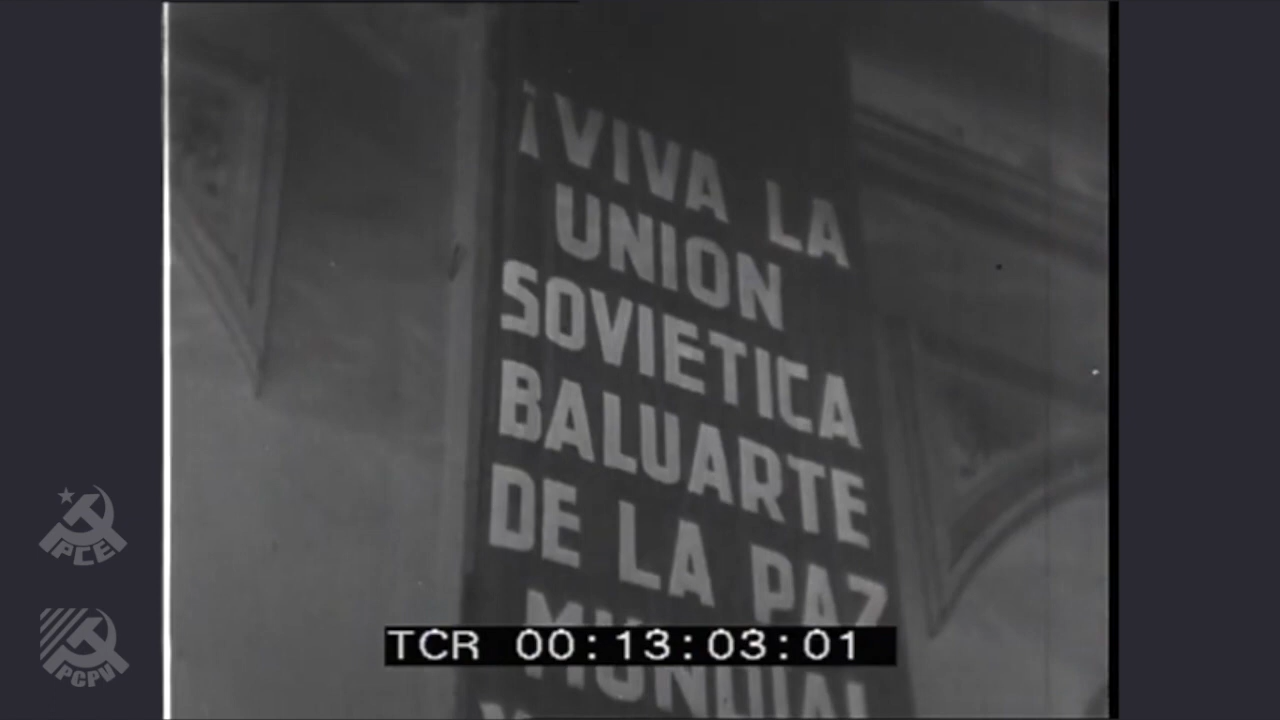 ¡VIVA LA
UNION
SOVIETICA
BALUARTE
DE LA PAZ
MUNDIAL
TCR 00:13:03:01
PCE
PCPV